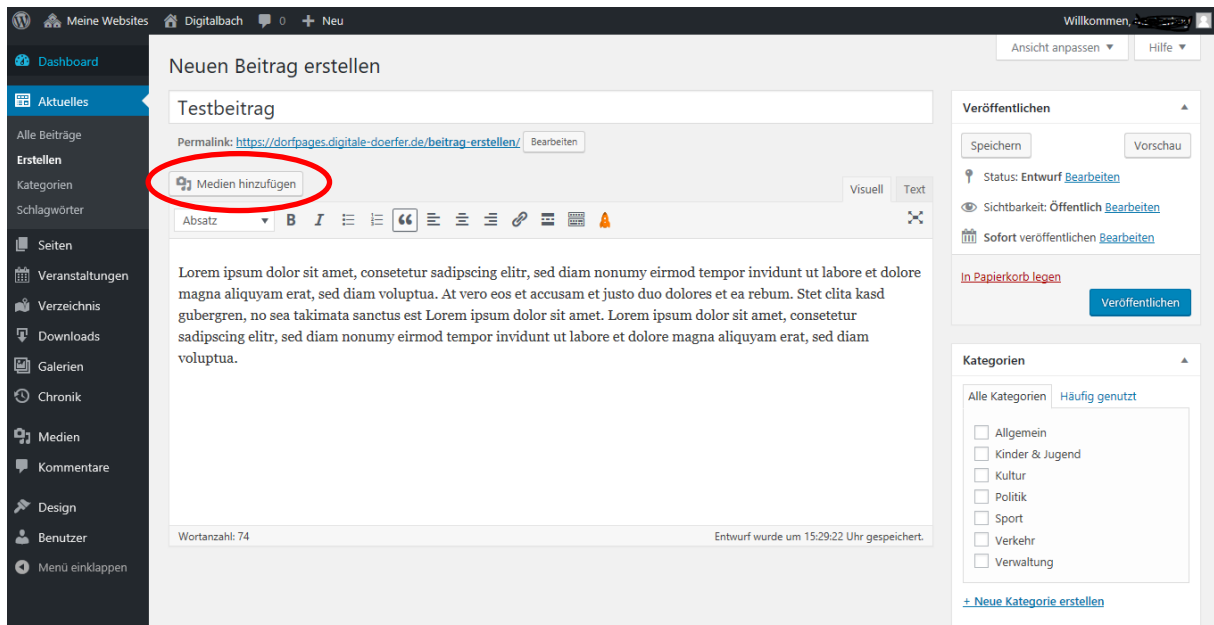 Meine Websites Digitalbach 0 + Neu Willkommen,
Ansicht anpassen ▼ Hilfe ▼
Dashboard
Aktuelles
Alle Beiträge
Erstellen
Kategorien
Schlagwörter
Seiten
Veranstaltungen
Verzeichnis
Downloads
Galerien
Chronik
Medien
Kommentare
Design
Benutzer
Menü einklappen
Neuen Beitrag erstellen
Testbeitrag
Permalink: https://dorfpages.digitale-doerfer.de/beitrag-erstellen/ Bearbeiten
Medien hinzufügen
Visuell Text
Absatz ▼ B I
Lorem ipsum dolor sit amet, consetetur sadipscing elitr, sed diam nonumy eirmod tempor invidunt ut labore et dolore
magna aliquyam erat, sed diam voluptua. At vero eos et accusam et justo duo dolores et ea rebum. Stet clita kasd
gubergren, no sea takimata sanctus est Lorem ipsum dolor sit amet. Lorem ipsum dolor sit amet, consetetur
sadipscing elitr, sed diam nonumy eirmod tempor invidunt ut labore et dolore magna aliquyam erat, sed diam
voluptua.
Wortanzahl: 74 Entwurf wurde um 15:29:22 Uhr gespeichert.
Veröffentlichen
Speichern Vorschau
Status: Entwurf Bearbeiten
Sichtbarkeit: Öffentlich Bearbeiten
Sofort veröffentlichen Bearbeiten
In Papierkorb legen
Veröffentlichen
Kategorien
Alle Kategorien Häufig genutzt
Allgemein
Kinder & Jugend
Kultur
Politik
Sport
Verkehr
Verwaltung
+ Neue Kategorie erstellen